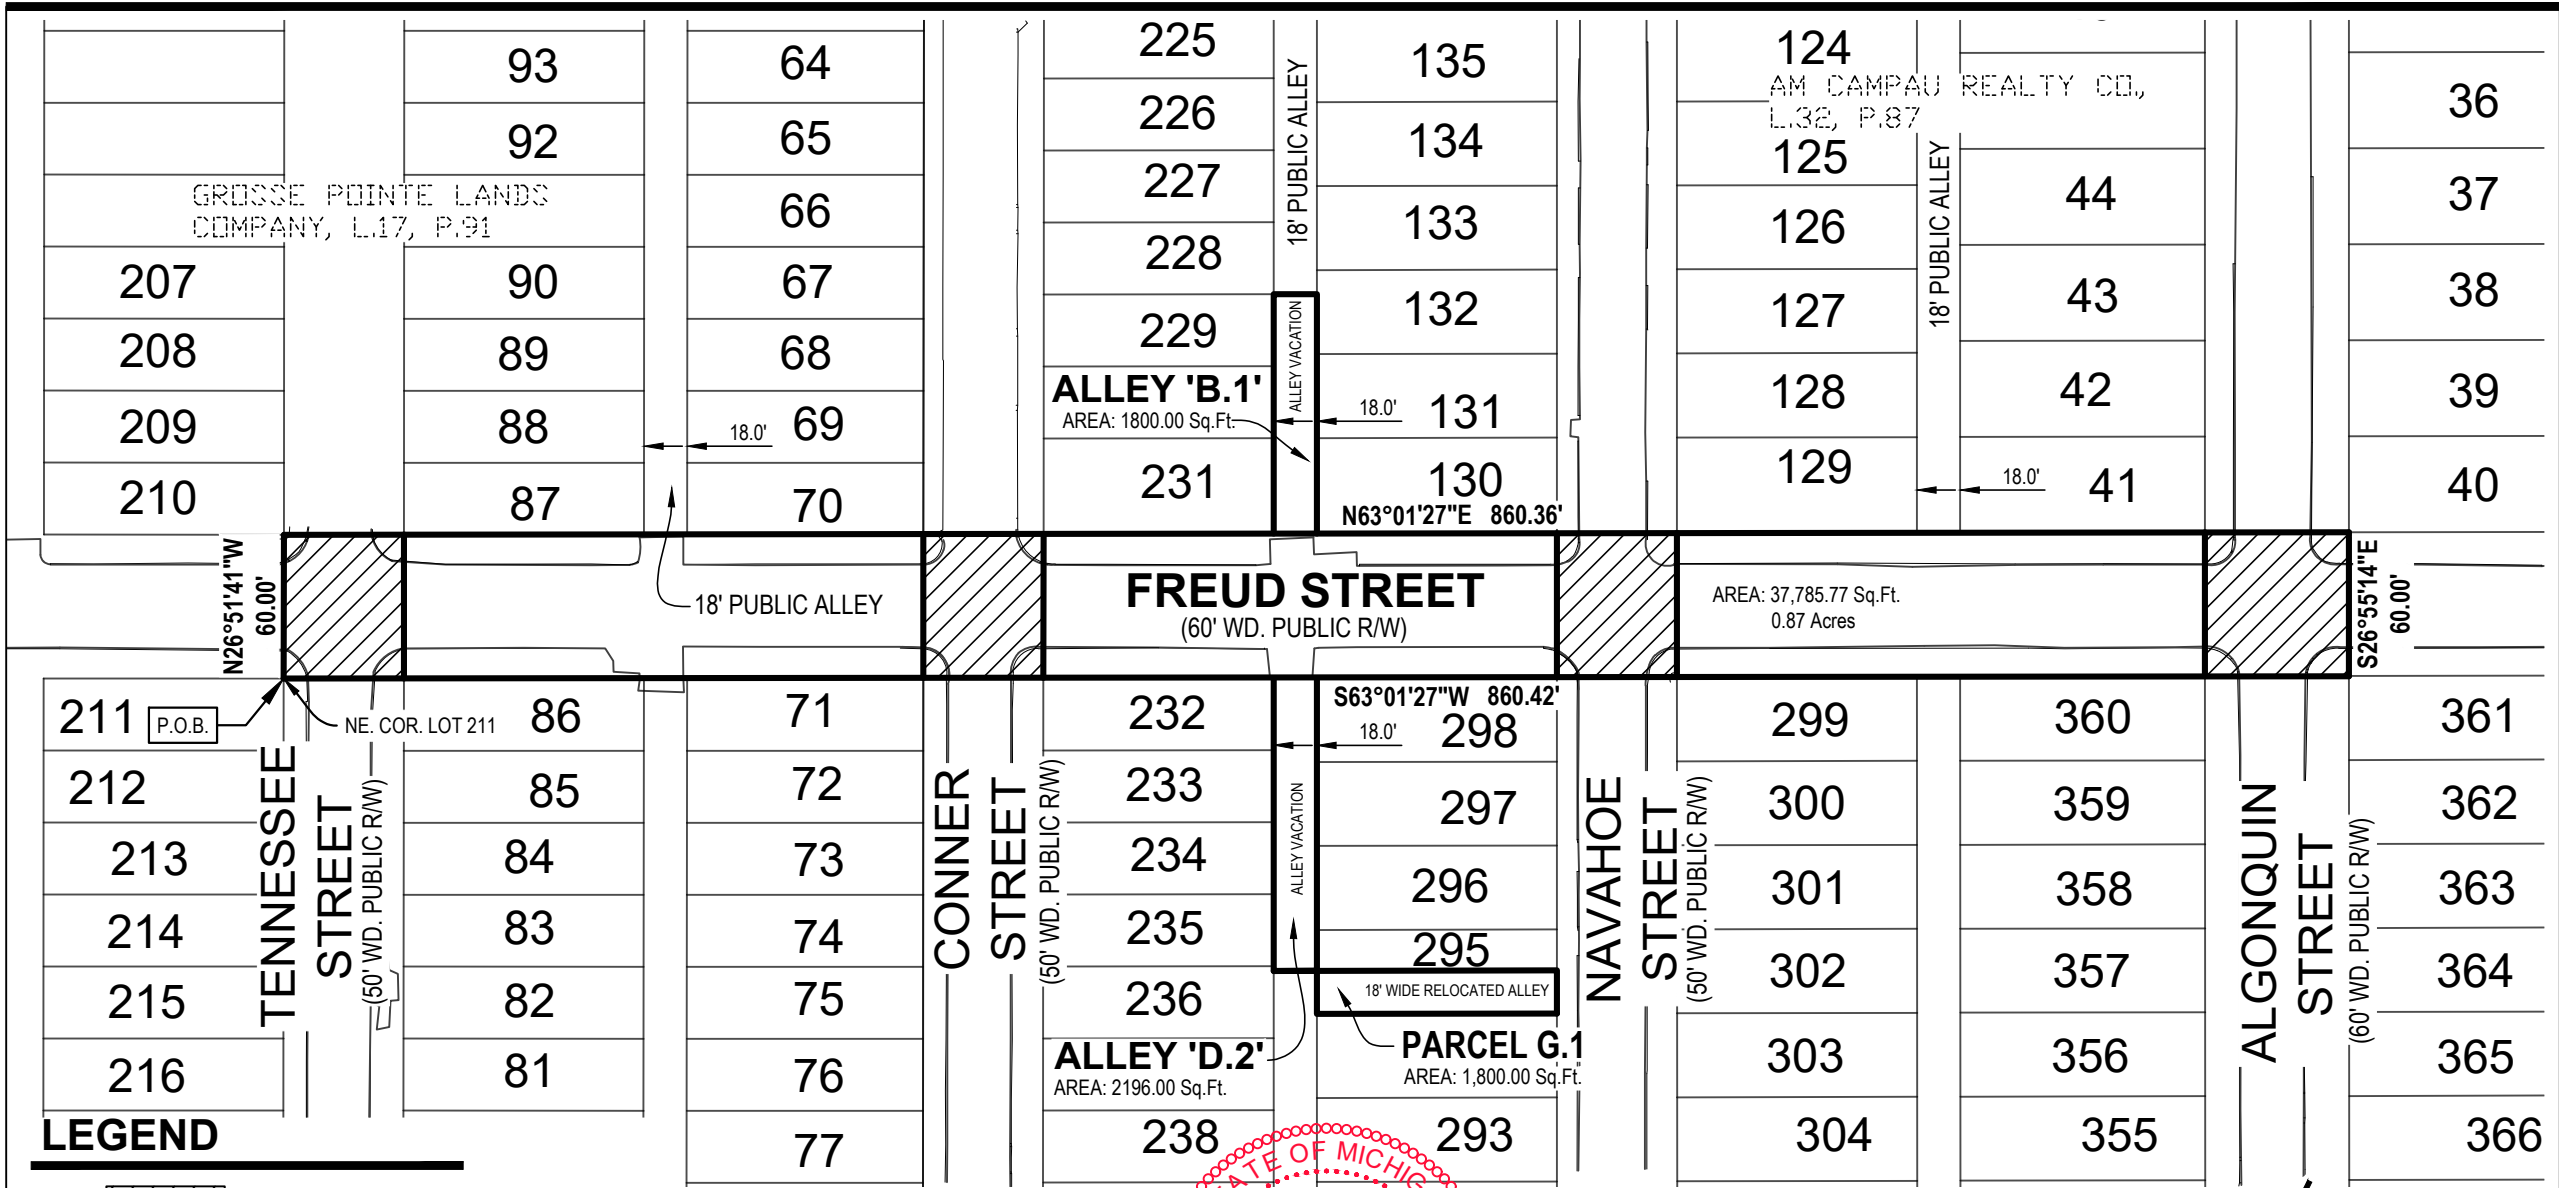 93
64
225
135
124
AM CAMPAU REALTY CO.,
L.32, P.87
36
92
65
226
134
18' PUBLIC ALLEY
125
18' PUBLIC ALLEY
37
GROSSE POINTE LANDS
COMPANY, L.17, P.91
66
227
133
126
44
207
90
67
228
132
127
43
38
208
89
68
229
ALLEY VACATION
128
42
39
ALLEY 'B.1'
AREA: 1800.00 Sq.Ft.
18.0'
131
209
88
18.0'
69
129
18.0'
41
40
210
87
70
231
130
N63°01'27"E 860.36'
N26°51'41"W
60.00'
18' PUBLIC ALLEY
FREUD STREET
(60' WD. PUBLIC R/W)
AREA: 37,785.77 Sq.Ft.
0.87 Acres
S26°55'14"E
60.00'
211
P.O.B.
NE. COR. LOT 211
86
71
232
S63°01'27"W 860.42'
18.0'
298
299
360
361
212
TENNESSEE
STREET
(50' WD. PUBLIC R/W)
85
72
CONNER
STREET
(50' WD. PUBLIC R/W)
233
ALLEY VACATION
297
NAVAHOE
STREET
(50' WD. PUBLIC R/W)
300
359
ALGONQUIN
STREET
(60' WD. PUBLIC R/W)
362
213
84
73
234
296
301
358
363
214
83
74
235
295
302
357
364
215
82
75
236
18' WIDE RELOCATED ALLEY
303
356
365
216
81
76
ALLEY 'D.2'
AREA: 2196.00 Sq.Ft.
PARCEL G.1
AREA: 1,800.00 Sq.Ft.
LEGEND
77
238
293
304
355
366
ATE OF MICHIG